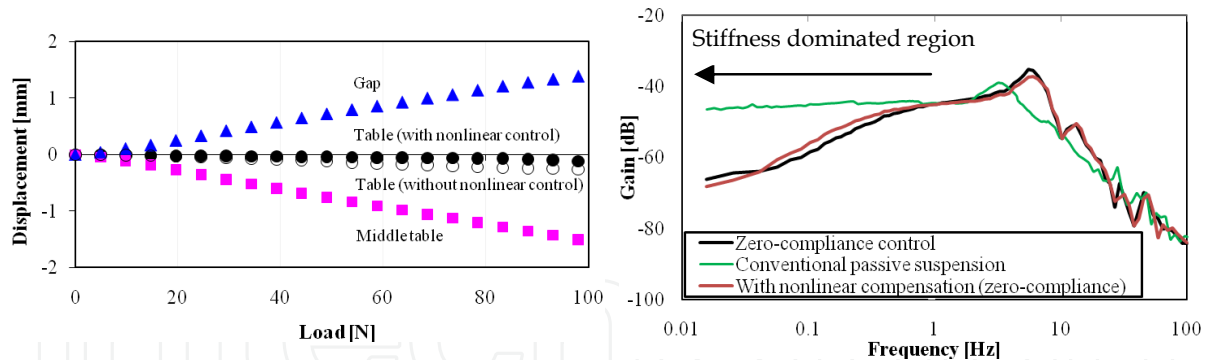 2
1
0
-1
-2
Displacement [mm]
Gap
Table (with nonlinear control)
Table (without nonlinear control)
Middle table
0
20
40
60
80
100
Load [N]
-20
-40
-60
-80
-100
Gain [dB]
Stiffness dominated region
Zero-compliance control
Conventional passive suspension
With nonlinear compensation (zero-compliance)
0.01
0.1
1
10
100
Frequency [Hz]